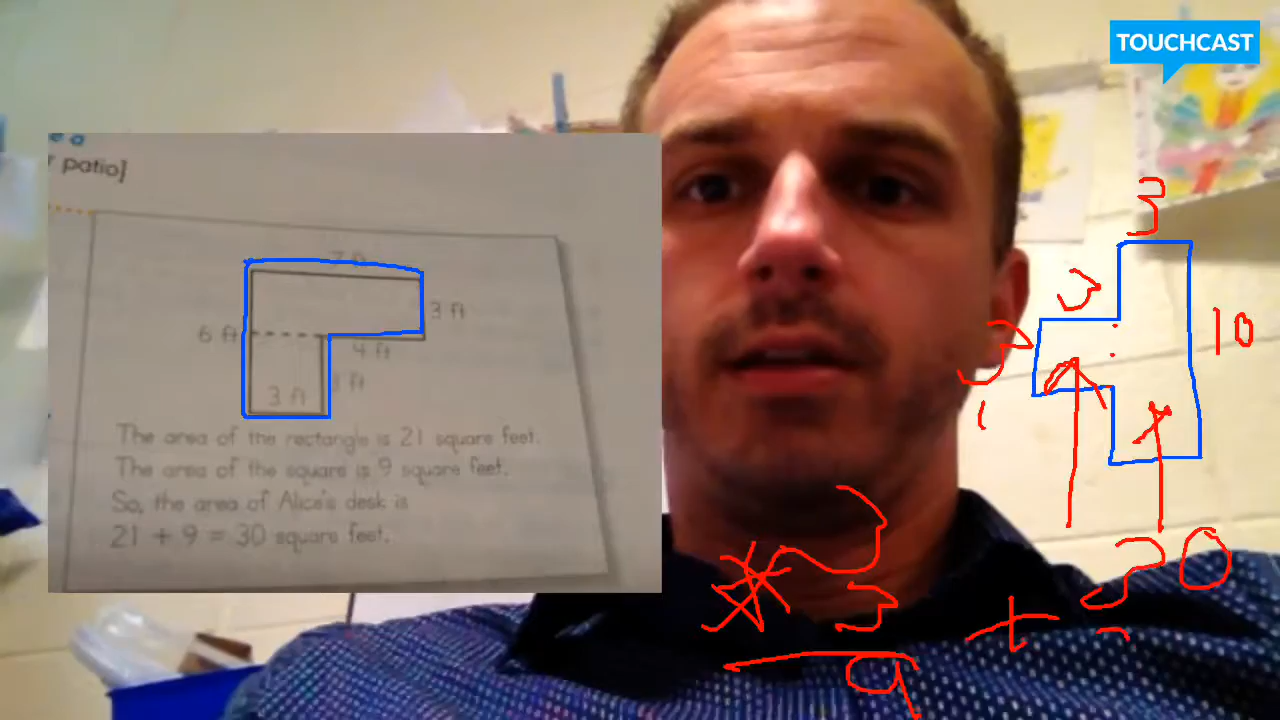 TOUCHCAST
r patio]
7 ft
3 ft
6 ft
4 ft
3 ft
The area of the rectangle is 21 square feet.
The area of the square is 9 square feet.
So, the area of Alice's desk is
21 + 9 = 30 square feet.
3
3
3
10
3
* 3
9
+ 30